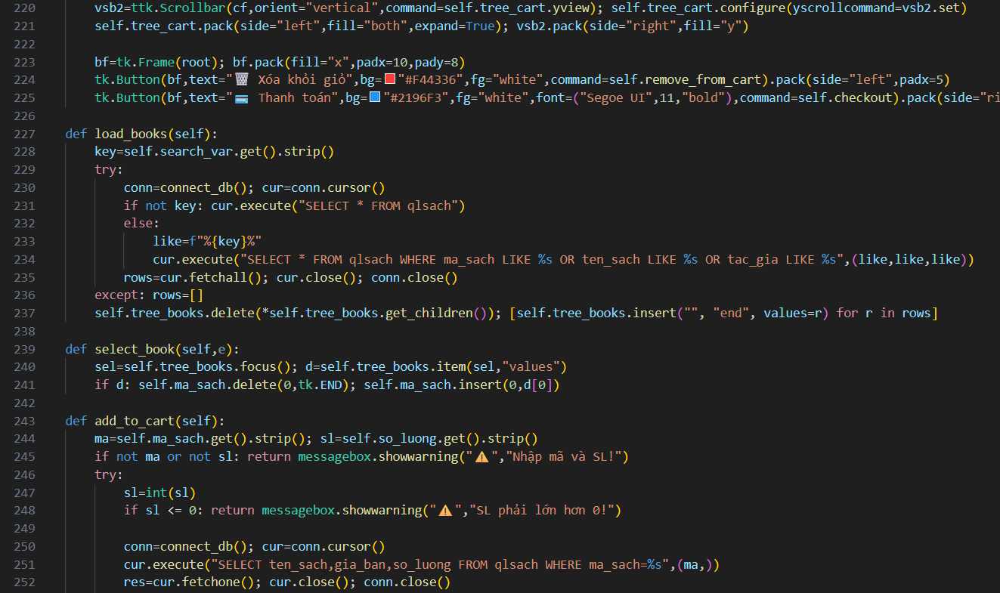 220 vsb2=ttk.Scrollbar(cf,orient="vertical",command=self.tree_cart.yview); self.tree_cart.configure(yscrollcommand=vsb2.set)
221 self.tree_cart.pack(side="left",fill="both",expand=True); vsb2.pack(side="right",fill="y")
222
223 bf=tk.Frame(root); bf.pack(fill="x",padx=10,pady=8)
224 tk.Button(bf,text="🗑️ Xóa khỏi giỏ",bg="#F44336",fg="white",command=self.remove_from_cart).pack(side="left",padx=5)
225 tk.Button(bf,text="💳 Thanh toán",bg="#2196F3",fg="white",font=("Segoe UI",11,"bold"),command=self.checkout).pack(side="ri
226
227 def load_books(self):
228 key=self.search_var.get().strip()
229 try:
230 conn=connect_db(); cur=conn.cursor()
231 if not key: cur.execute("SELECT * FROM qlsach")
232 else:
233 like=f"%{key}%"
234 cur.execute("SELECT * FROM qlsach WHERE ma_sach LIKE %s OR ten_sach LIKE %s OR tac_gia LIKE %s",(like,like,like))
235 rows=cur.fetchall(); cur.close(); conn.close()
236 except: rows=[]
237 self.tree_books.delete(*self.tree_books.get_children()); [self.tree_books.insert("", "end", values=r) for r in rows]
238
239 def select_book(self,e):
240 sel=self.tree_books.focus(); d=self.tree_books.item(sel,"values")
241 if d: self.ma_sach.delete(0,tk.END); self.ma_sach.insert(0,d[0])
242
243 def add_to_cart(self):
244 ma=self.ma_sach.get().strip(); sl=self.so_luong.get().strip()
245 if not ma or not sl: return messagebox.showwarning("⚠️","Nhập mã và SL!")
246 try:
247 sl=int(sl)
248 if sl <= 0: return messagebox.showwarning("⚠️","SL phải lớn hơn 0!")
249
250 conn=connect_db(); cur=conn.cursor()
251 cur.execute("SELECT ten_sach,gia_ban,so_luong FROM qlsach WHERE ma_sach=%s",(ma,))
252 res=cur.fetchone(); cur.close(); conn.close()